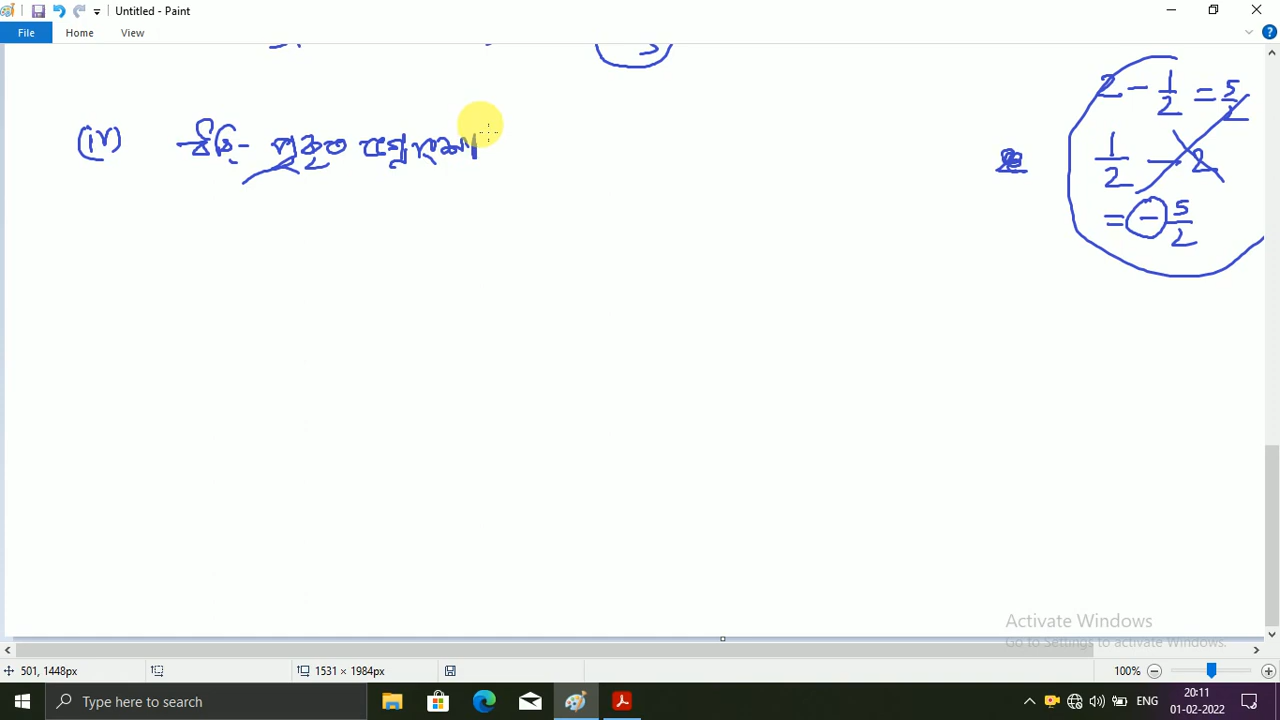 Untitled - Paint
File Home View
(iv)
2 - 1/2 = 5/2
1/2 - 2
= - 5/2
Activate Windows
Go to Settings to activate Windows.
501, 1448px
1531 × 1984px
100%
Type here to search
ENG
20:11
01-02-2022